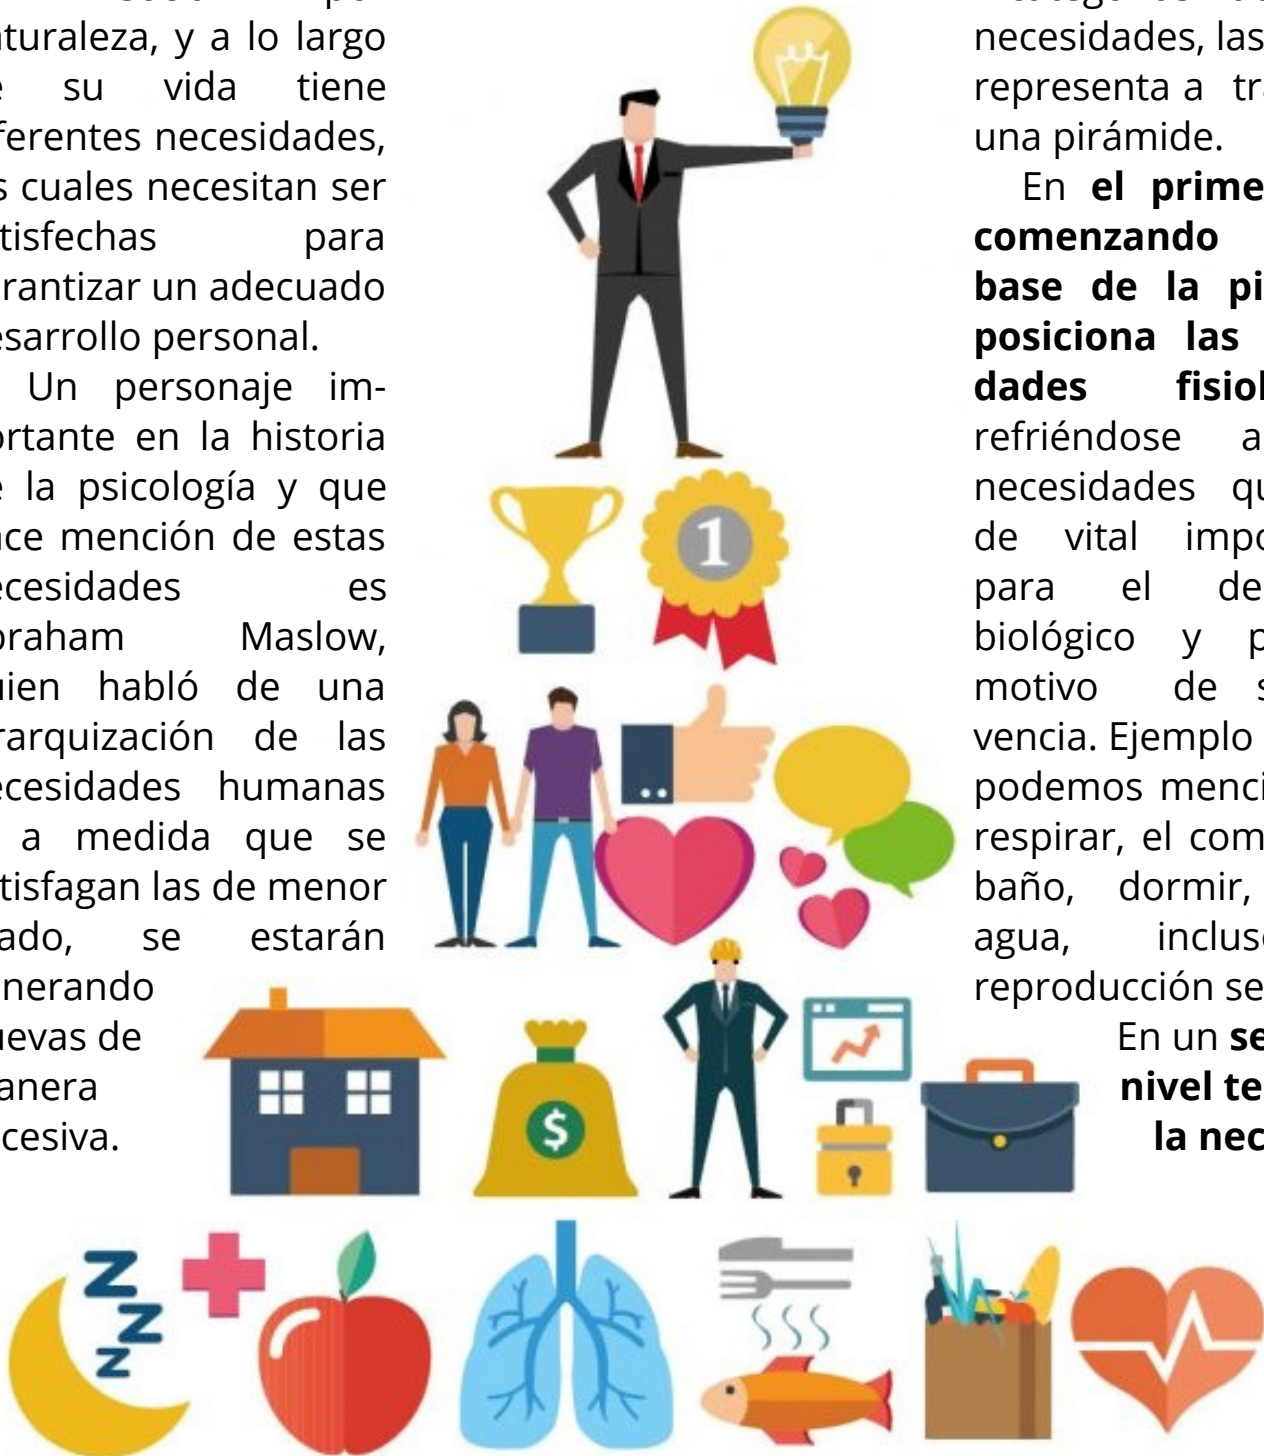 turaleza, y a lo largo
e su vida tiene
ferentes necesidades,
s cuales necesitan ser
tisfechas para
rantizar un adecuado
esarrollo personal.
Un personaje im-
ortante en la historia
e la psicología y que
ce mención de estas
ecesidades es
braham Maslow,
uien habló de una
rarquización de las
ecesidades humanas
a medida que se
tisfagan las de menor
ado, se estarán
nerando
uevas de
anera
cesiva.
1
$
Z
Z
Z
necesidades, las
representa a tra
una pirámide.
En el prime
comenzando
base de la pi
posiciona las
dades fisiol
refriéndose a
necesidades qu
de vital impo
para el de
biológico y p
motivo de s
vencia. Ejemplo
podemos menci
respirar, el com
baño, dormir,
agua, inclus
reproducción se
En un se
nivel te
la nec